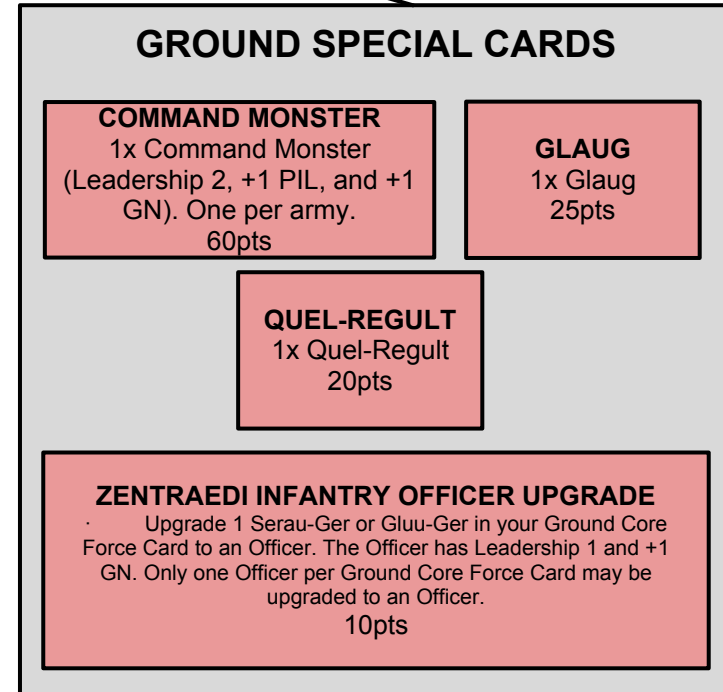 GROUND SPECIAL CARDS
COMMAND MONSTER
1x Command Monster
(Leadership 2, +1 PIL, and +1
GN). One per army.
60pts
GLAUG
1x Glaug
25pts
QUEL-REGULT
1x Quel-Regult
20pts
ZENTRAEDI INFANTRY OFFICER UPGRADE
· Upgrade 1 Serau-Ger or Gluu-Ger in your Ground Core
Force Card to an Officer. The Officer has Leadership 1 and +1
GN. Only one Officer per Ground Core Force Card may be
upgraded to an Officer.
10pts